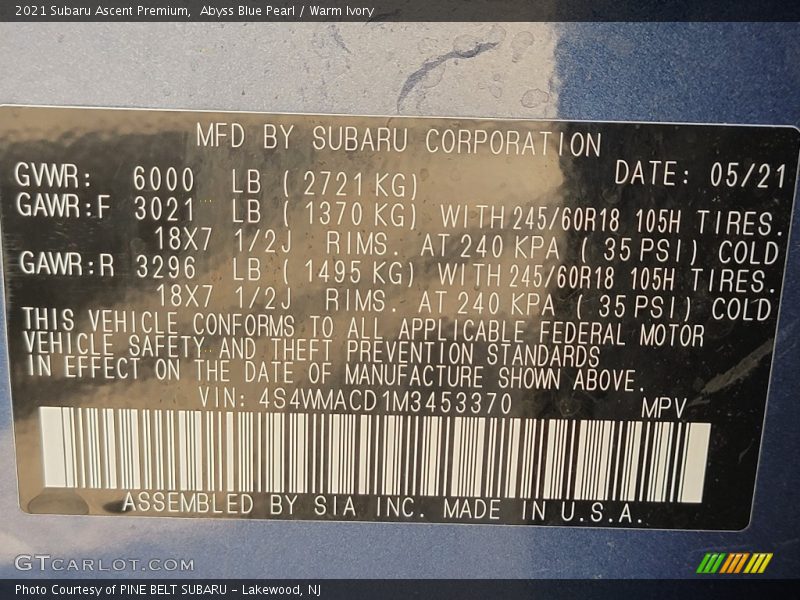 2021 Subaru Ascent Premium,  Abyss Blue Pearl / Warm Ivory
MFD BY SUBARU CORPORATION
GVWR: 6000 LB ( 2721 KG) DATE: 05/21
GAWR:F 3021 LB ( 1370 KG) WITH 245/60R18 105H TIRES.
18X7 1/2J RIMS. AT 240 KPA ( 35 PSI) COLD
GAWR:R 3296 LB ( 1495 KG) WITH 245/60R18 105H TIRES.
18X7 1/2J RIMS. AT 240 KPA ( 35 PSI) COLD
THIS VEHICLE CONFORMS TO ALL APPLICABLE FEDERAL MOTOR
VEHICLE SAFETY AND THEFT PREVENTION STANDARDS
IN EFFECT ON THE DATE OF MANUFACTURE SHOWN ABOVE.
VIN: 4S4WMACD1M3453370 MPV
ASSEMBLED BY SIA INC. MADE IN U.S.A.
GTCARLOT.COM
Photo Courtesy of PINE BELT SUBARU - Lakewood, NJ